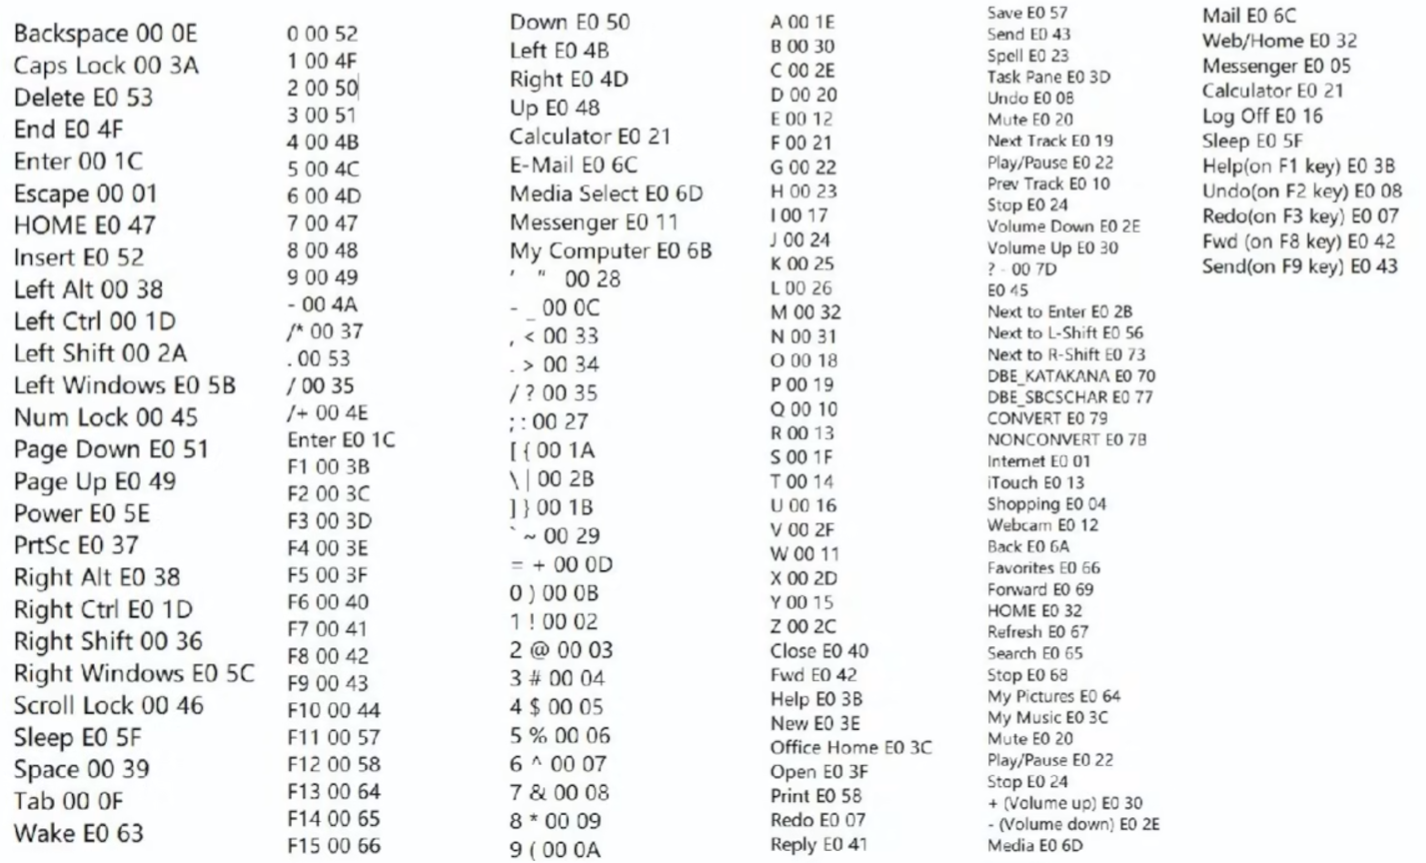 Backspace 00 0E
Caps Lock 00 3A
Delete E0 53
End E0 4F
Enter 00 1C
Escape 00 01
HOME E0 47
Insert E0 52
Left Alt 00 38
Left Ctrl 00 1D
Left Shift 00 2A
Left Windows E0 5B
Num Lock 00 45
Page Down E0 51
Page Up E0 49
Power E0 5E
PrtSc E0 37
Right Alt E0 38
Right Ctrl E0 1D
Right Shift 00 36
Right Windows E0 5C
Scroll Lock 00 46
Sleep E0 5F
Space 00 39
Tab 00 0F
Wake E0 63
0 00 52
1 00 4F
2 00 50
3 00 51
4 00 4B
5 00 4C
6 00 4D
7 00 47
8 00 48
9 00 49
- 00 4A
/* 00 37
. 00 53
/ 00 35
/+ 00 4E
Enter E0 1C
F1 00 3B
F2 00 3C
F3 00 3D
F4 00 3E
F5 00 3F
F6 00 40
F7 00 41
F8 00 42
F9 00 43
F10 00 44
F11 00 57
F12 00 58
F13 00 64
F14 00 65
F15 00 66
Down E0 50
Left E0 4B
Right E0 4D
Up E0 48
Calculator E0 21
E-Mail E0 6C
Media Select E0 6D
Messenger E0 11
My Computer E0 6B
' " 00 28
- _ 00 0C
, < 00 33
. > 00 34
/ ? 00 35
; : 00 27
[ { 00 1A
\ | 00 2B
] } 00 1B
` ~ 00 29
= + 00 0D
0 ) 00 0B
1 ! 00 02
2 @ 00 03
3 # 00 04
4 $ 00 05
5 % 00 06
6 ^ 00 07
7 & 00 08
8 * 00 09
9 ( 00 0A
A 00 1E
B 00 30
C 00 2E
D 00 20
E 00 12
F 00 21
G 00 22
H 00 23
I 00 17
J 00 24
K 00 25
L 00 26
M 00 32
N 00 31
O 00 18
P 00 19
Q 00 10
R 00 13
S 00 1F
T 00 14
U 00 16
V 00 2F
W 00 11
X 00 2D
Y 00 15
Z 00 2C
Close E0 40
Fwd E0 42
Help E0 3B
New E0 3E
Office Home E0 3C
Open E0 3F
Print E0 58
Redo E0 07
Reply E0 41
Save E0 57
Send E0 43
Spell E0 23
Task Pane E0 3D
Undo E0 08
Mute E0 20
Next Track E0 19
Play/Pause E0 22
Prev Track E0 10
Stop E0 24
Volume Down E0 2E
Volume Up E0 30
? - 00 7D
E0 45
Next to Enter E0 2B
Next to L-Shift E0 56
Next to R-Shift E0 73
DBE_KATAKANA E0 70
DBE_SBCSCHAR E0 77
CONVERT E0 79
NONCONVERT E0 7B
Internet E0 01
iTouch E0 13
Shopping E0 04
Webcam E0 12
Back E0 6A
Favorites E0 66
Forward E0 69
HOME E0 32
Refresh E0 67
Search E0 65
Stop E0 68
My Pictures E0 64
My Music E0 3C
Mute E0 20
Play/Pause E0 22
Stop E0 24
+ (Volume up) E0 30
- (Volume down) E0 2E
Media E0 6D
Mail E0 6C
Web/Home E0 32
Messenger E0 05
Calculator E0 21
Log Off E0 16
Sleep E0 5F
Help(on F1 key) E0 3B
Undo(on F2 key) E0 08
Redo(on F3 key) E0 07
Fwd (on F8 key) E0 42
Send(on F9 key) E0 43